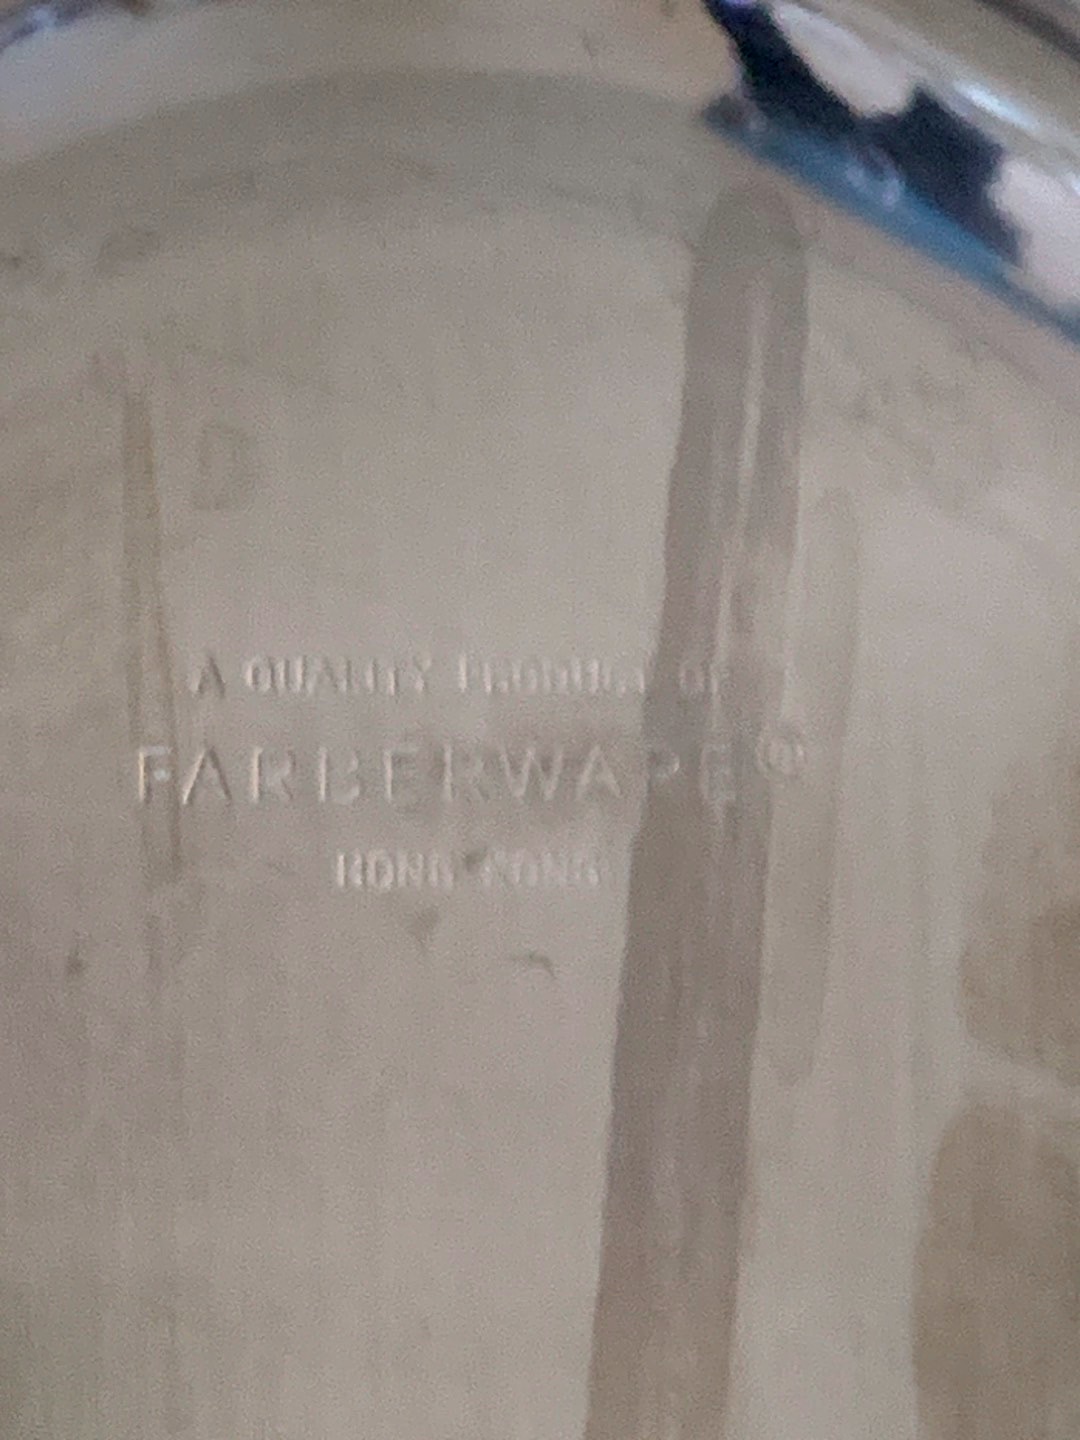 D
A QUALITY PRODUCT OF
FARBERWARE®
HONG KONG